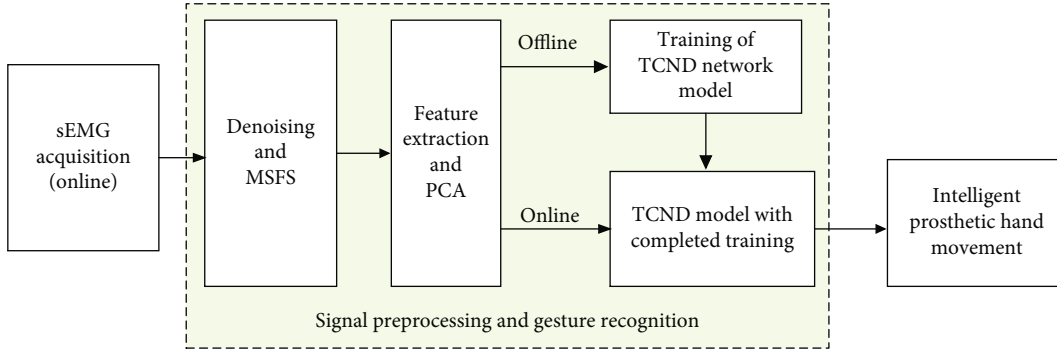 sEMG
acquisition
(online)
Denoising
and
MSFS
Feature
extraction
and
PCA
Offline
Training of
TCND network
model
Online
TCND model with
completed training
Intelligent
prosthetic hand
movement
Signal preprocessing and gesture recognition